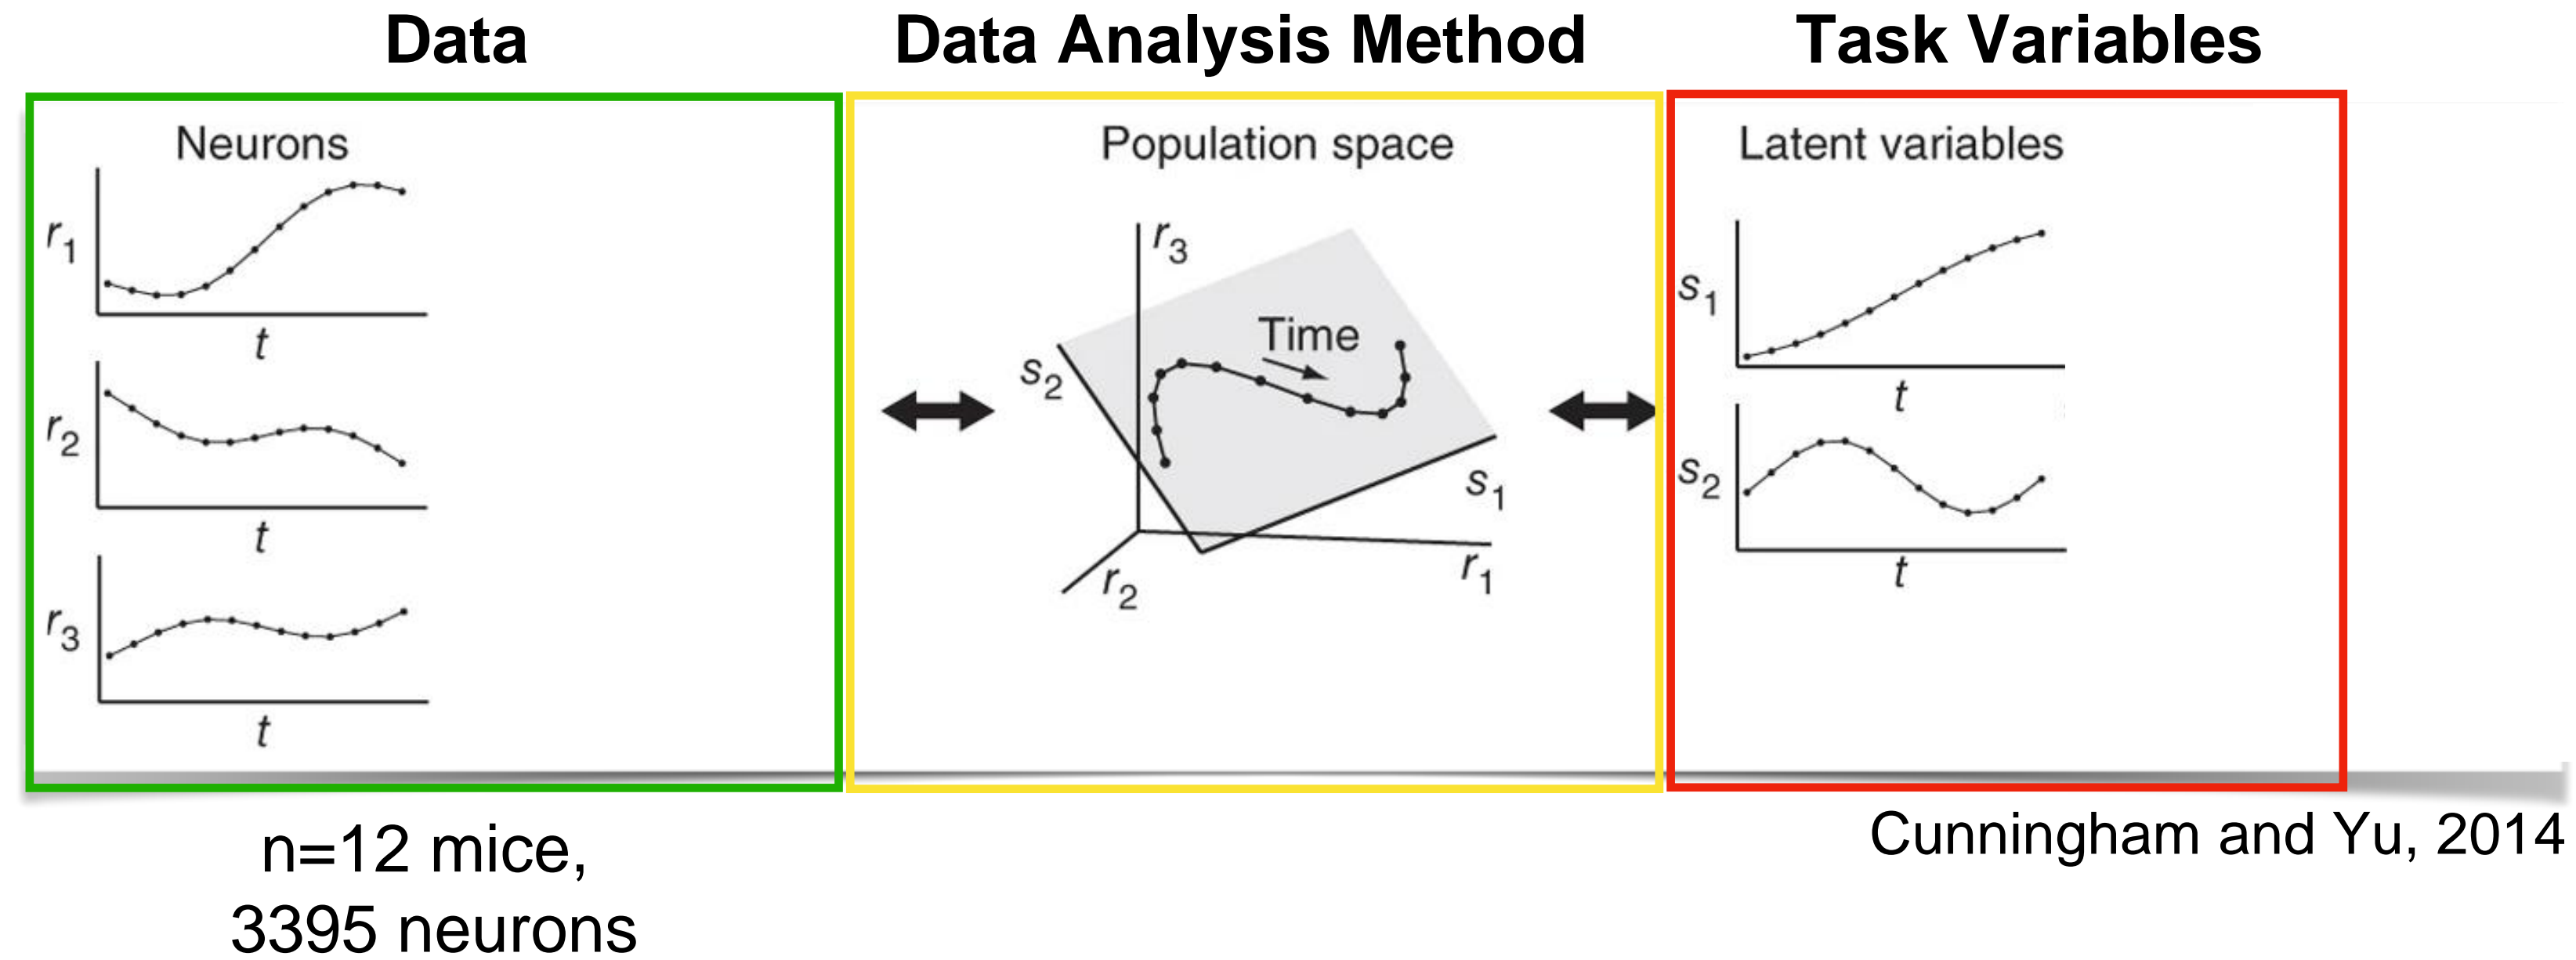 Data
Data Analysis Method
Task Variables
Neurons
r1
t
r2
t
r3
t
Population space
r3
Time
s2
s1
r1
r2
Latent variables
s1
t
s2
t
n=12 mice,
3395 neurons
Cunningham and Yu, 2014